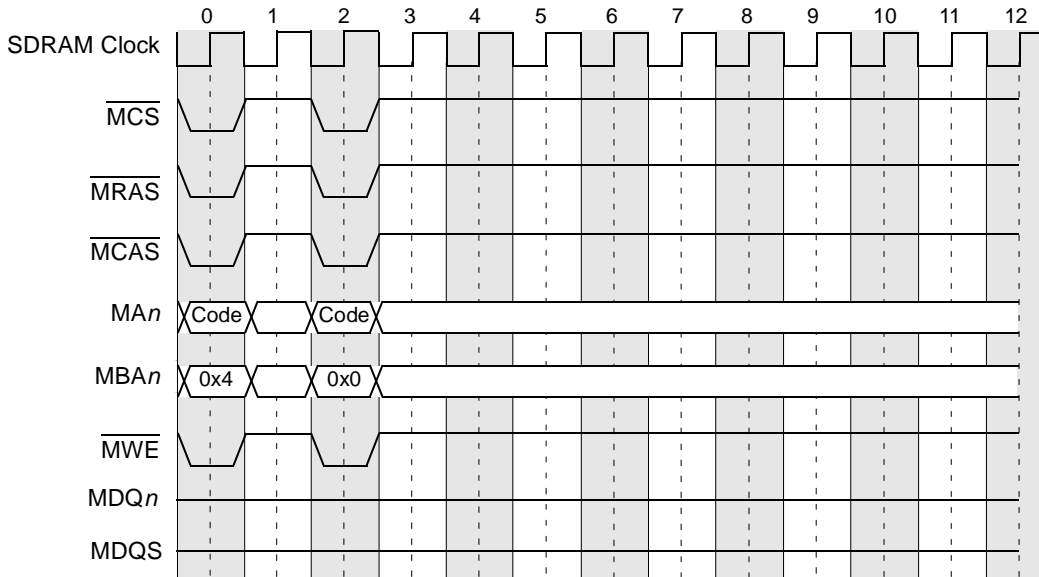 0 1 2 3 4 5 6 7 8 9 10 11 12
SDRAM Clock
MCS
MRAS
MCAS
MAn Code Code
MBAn 0x4 0x0
MWE
MDQn
MDQS